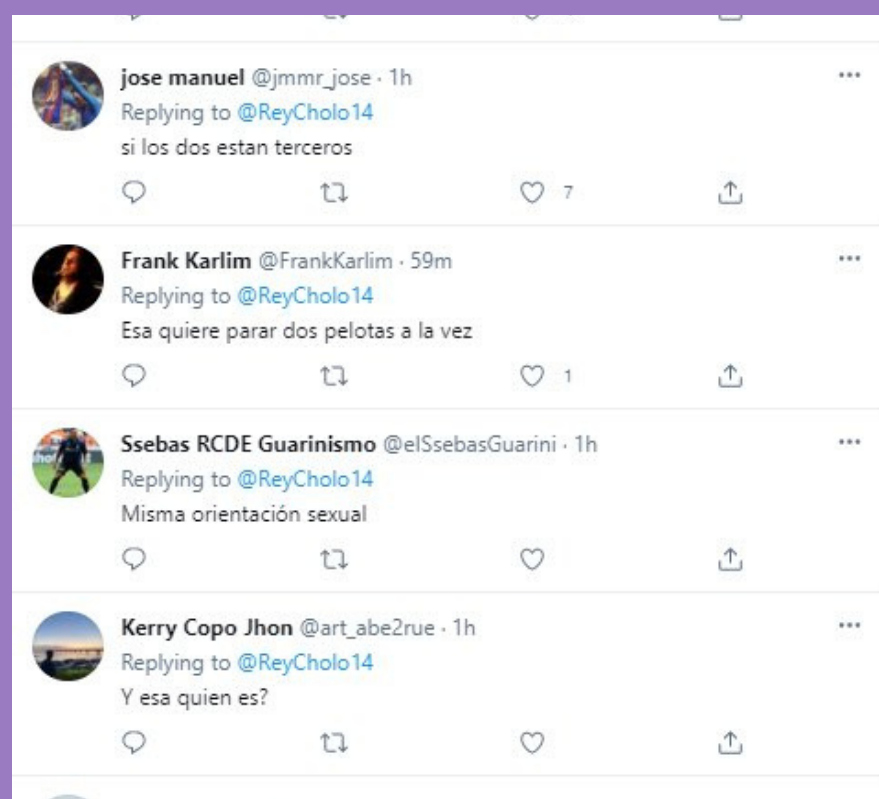 jose manuel @jmmr_jose · 1h
Replying to @ReyCholo14
si los dos estan terceros
7
Frank Karlim @FrankKarlim · 59m
Replying to @ReyCholo14
Esa quiere parar dos pelotas a la vez
1
Ssebas RCDE Guarinismo @elSsebasGuarini · 1h
Replying to @ReyCholo14
Misma orientación sexual
Kerry Copo Jhon @art_abe2rue · 1h
Replying to @ReyCholo14
Y esa quien es?